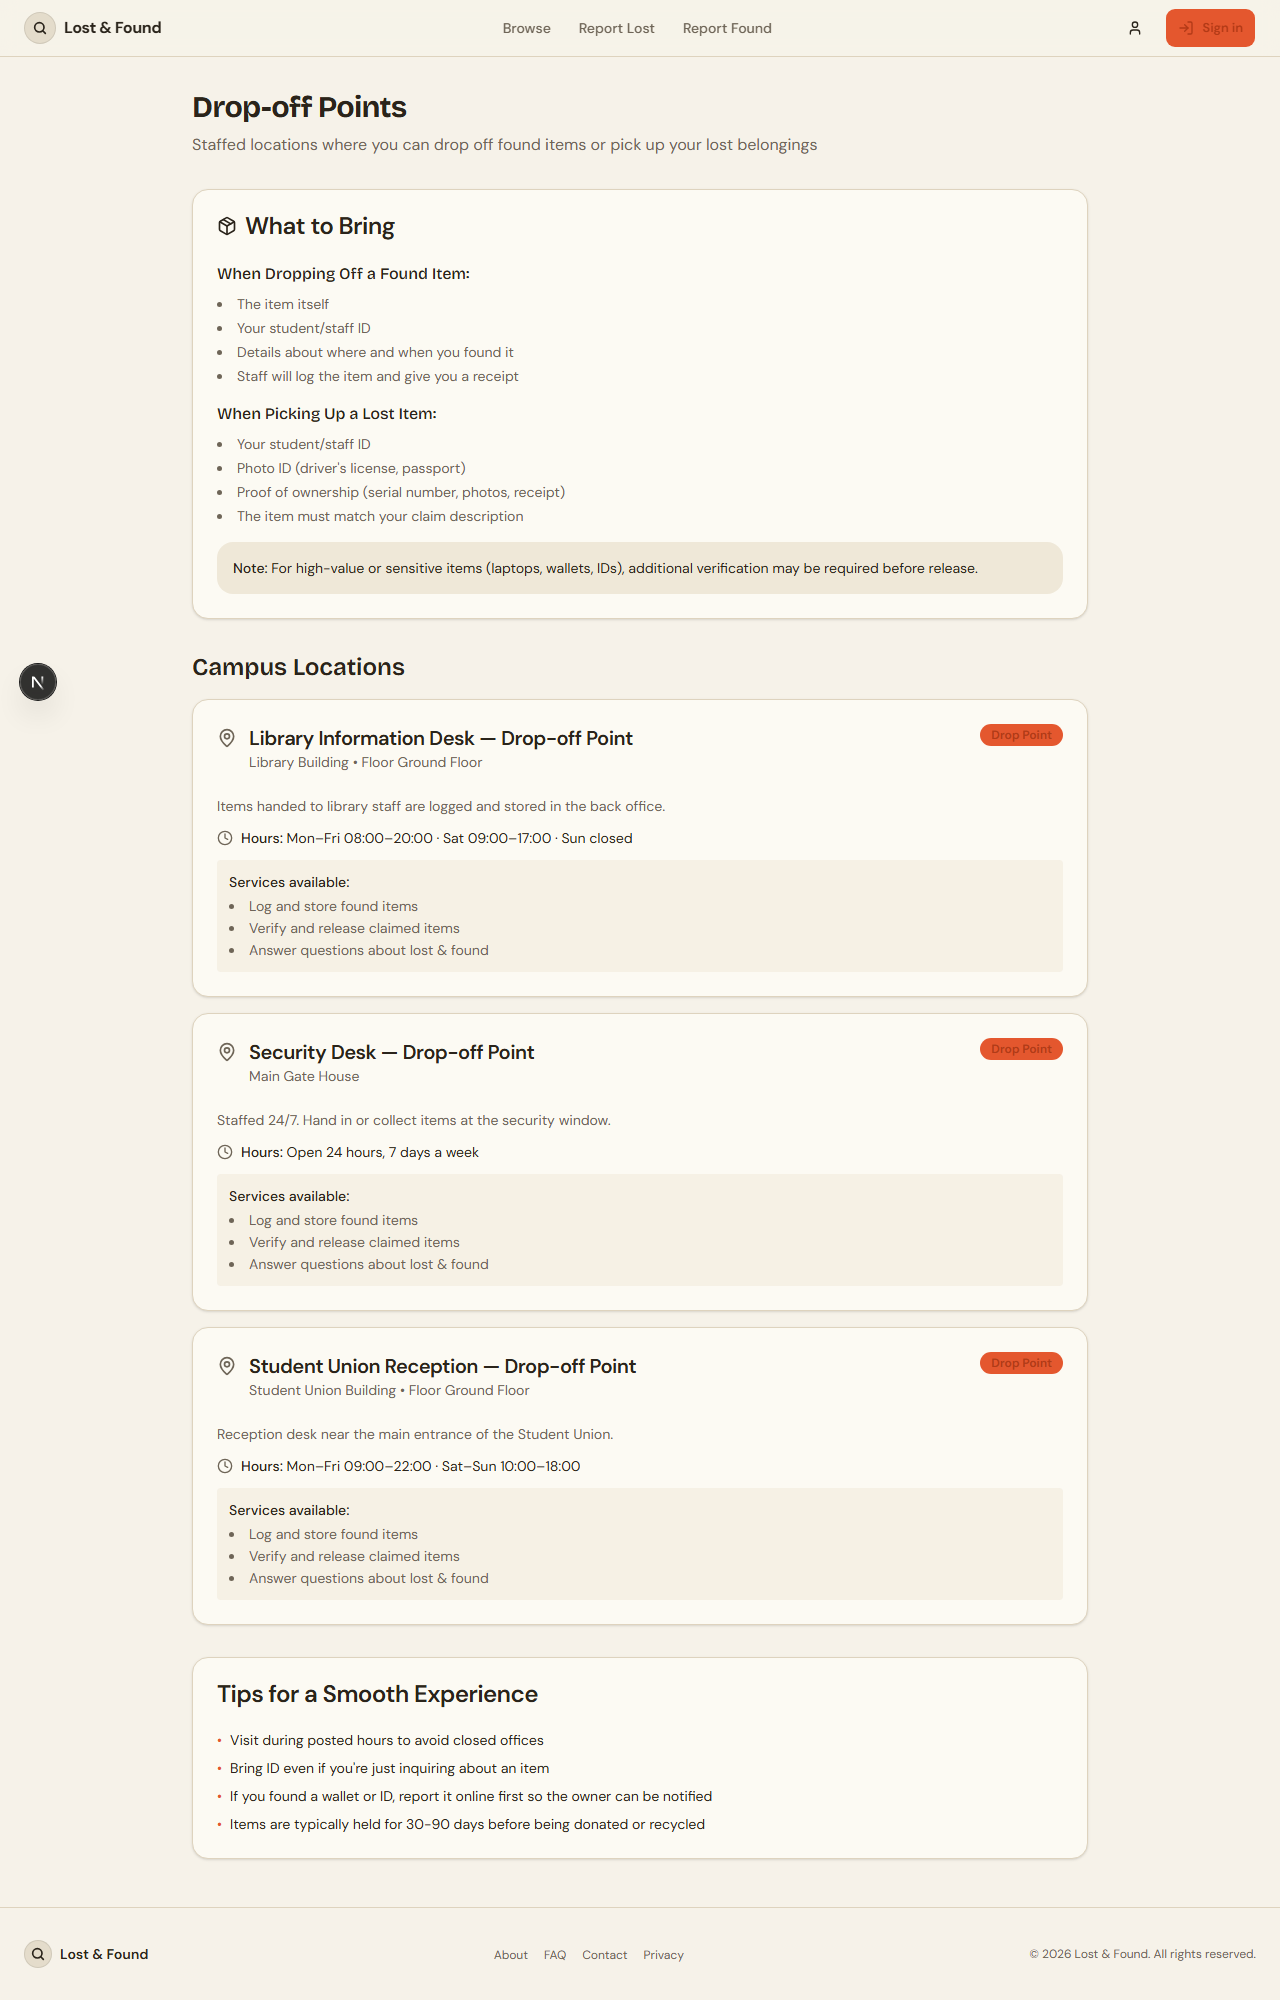 Lost & Found
Browse
Report Lost
Report Found
Sign in
Drop-off Points
Staffed locations where you can drop off found items or pick up your lost belongings
What to Bring
When Dropping Off a Found Item:
• The item itself
• Your student/staff ID
• Details about where and when you found it
• Staff will log the item and give you a receipt
When Picking Up a Lost Item:
• Your student/staff ID
• Photo ID (driver's license, passport)
• Proof of ownership (serial number, photos, receipt)
• The item must match your claim description
Note: For high-value or sensitive items (laptops, wallets, IDs), additional verification may be required before release.
Campus Locations
N
Library Information Desk — Drop-off Point
Drop Point
Library Building • Floor Ground Floor
Items handed to library staff are logged and stored in the back office.
Hours: Mon–Fri 08:00–20:00 · Sat 09:00–17:00 · Sun closed
Services available:
• Log and store found items
• Verify and release claimed items
• Answer questions about lost & found
Security Desk — Drop-off Point
Drop Point
Main Gate House
Staffed 24/7. Hand in or collect items at the security window.
Hours: Open 24 hours, 7 days a week
Services available:
• Log and store found items
• Verify and release claimed items
• Answer questions about lost & found
Student Union Reception — Drop-off Point
Drop Point
Student Union Building • Floor Ground Floor
Reception desk near the main entrance of the Student Union.
Hours: Mon–Fri 09:00–22:00 · Sat–Sun 10:00–18:00
Services available:
• Log and store found items
• Verify and release claimed items
• Answer questions about lost & found
Tips for a Smooth Experience
• Visit during posted hours to avoid closed offices
• Bring ID even if you're just inquiring about an item
• If you found a wallet or ID, report it online first so the owner can be notified
• Items are typically held for 30-90 days before being donated or recycled
Lost & Found
About
FAQ
Contact
Privacy
© 2026 Lost & Found. All rights reserved.